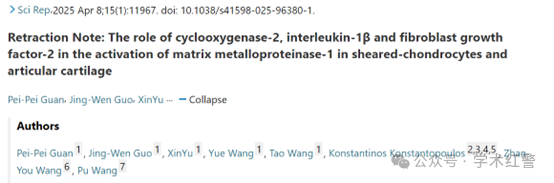 Sci Rep.2025 Apr 8;15(1):11967. doi: 10.1038/s41598-025-96380-1.
Retraction Note: The role of cyclooxygenase-2, interleukin-1β and fibroblast growth
factor-2 in the activation of matrix metalloproteinase-1 in sheared-chondrocytes and
articular cartilage
Pei-Pei Guan, Jing-Wen Guo, XinYu ··· — Collapse
Authors
Pei-Pei Guan 1, Jing-Wen Guo 1, XinYu 1, Yue Wang 1, Tao Wang 1, Konstantinos Konstantopoulos 2,3,4,5, Zhan-
You Wang 6, Pu Wang 7
公众号 · 学术红警